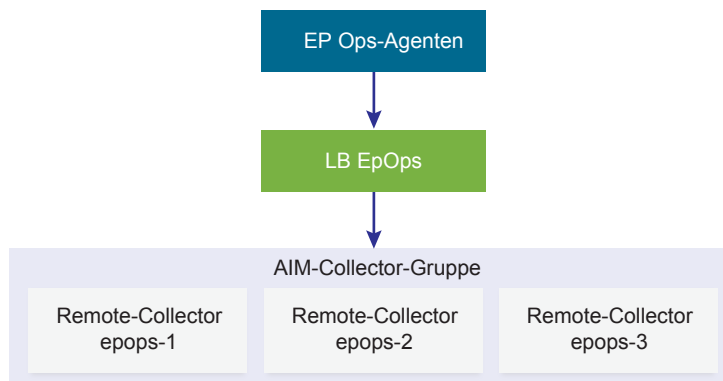 EP Ops-Agenten
LB EpOps
AIM-Collector-Gruppe
Remote-Collector
epops-1
Remote-Collector
epops-2
Remote-Collector
epops-3